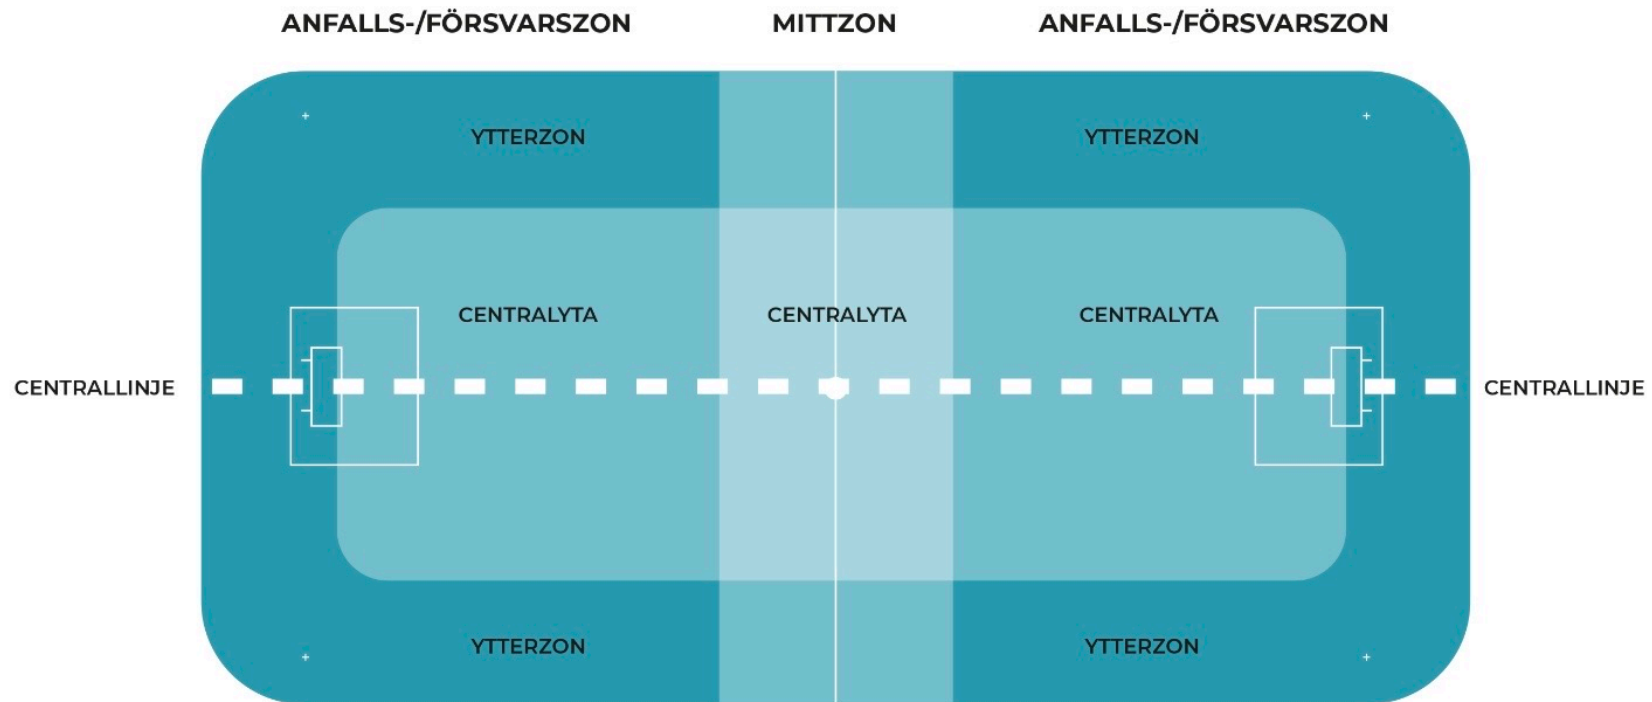 ANFALLS-/FÖRSVARSZON MITTZON ANFALLS-/FÖRSVARSZON
YTTERZON YTTERZON
CENTRALYTA CENTRALYTA CENTRALYTA
CENTRALLINJE CENTRALLINJE
YTTERZON YTTERZON